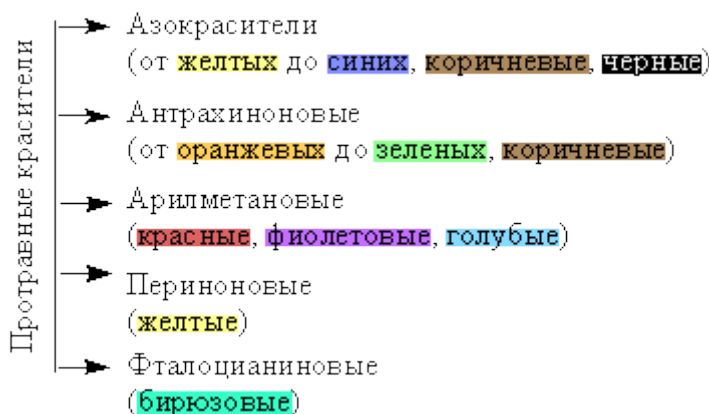 Протравные красители
Азокрасители
(от желтых до синих, коричневые, черные)
Антрахиноновые
(от оранжевых до зеленых, коричневые)
Арилметановые
(красные, фиолетовые, голубые)
Периноновые
(желтые)
Фталоцианиновые
(бирюзовые)